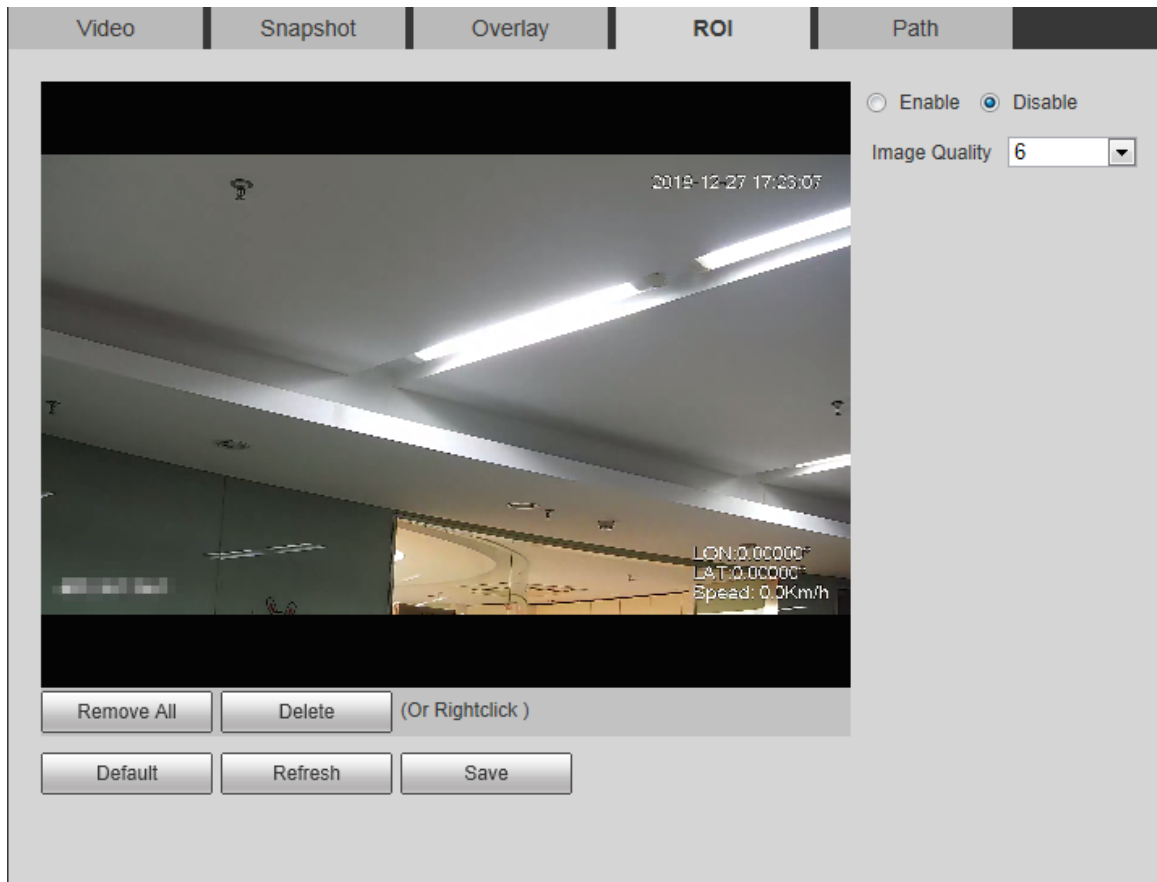 Video
Snapshot
Overlay
ROI
Path
Enable
Disable
Image Quality 6
2019-12-27 17:23:07
LON:0.00000°
LAT:0.00000°
Speed: 0.0Km/h
Remove All
Delete
(Or Rightclick )
Default
Refresh
Save